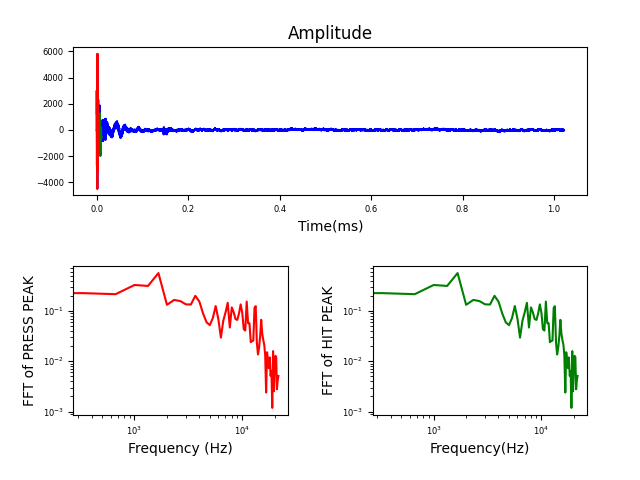 Amplitude
6000
4000
2000
0
−2000
−4000
0.0 0.2 0.4 0.6 0.8 1.0
Time(ms)
FFT of PRESS PEAK
10⁻¹
10⁻²
10⁻³
10³ 10⁴
Frequency (Hz)
FFT of HIT PEAK
10⁻¹
10⁻²
10⁻³
10³ 10⁴
Frequency(Hz)